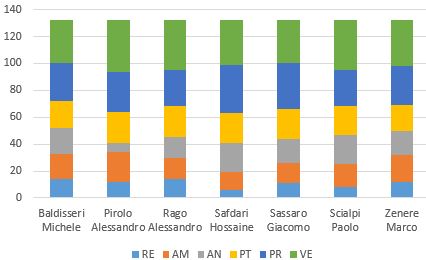 140
120
100
80
60
40
20
0
Baldisseri Pirolo Rago Safdari Sassaro Scialpi Zenere
Michele Alessandro Alessandro Hossaine Giacomo Paolo Marco
RE AM AN PT PR VE